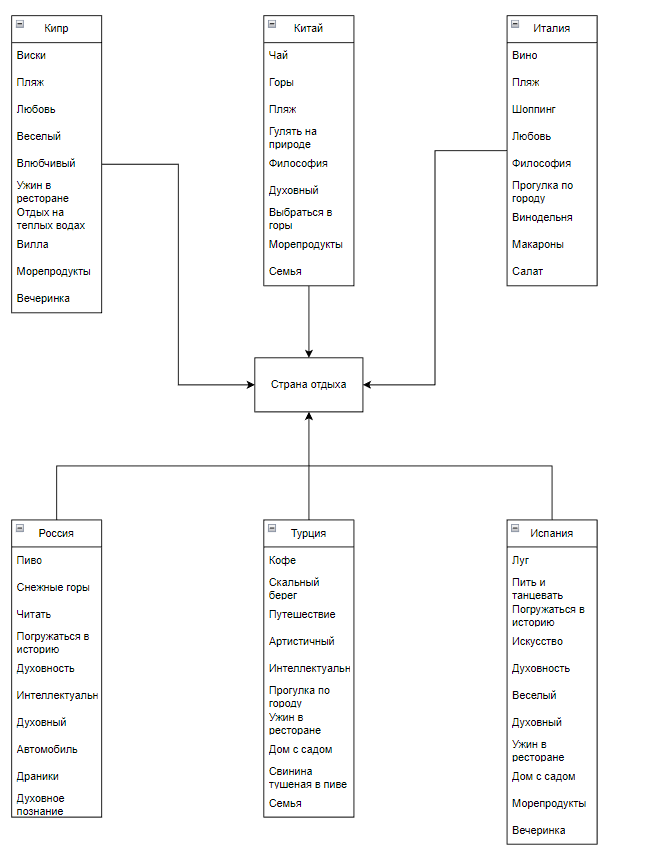 Кипр
Виски
Пляж
Любовь
Веселый
Влюбчивый
Ужин в
ресторане
Отдых на
теплых водах
Вилла
Морепродукты
Вечеринка
Китай
Чай
Горы
Пляж
Гулять на
природе
Философия
Духовный
Выбраться в
горы
Морепродукты
Семья
Италия
Вино
Пляж
Шоппинг
Любовь
Философия
Прогулка по
городу
Винодельня
Макароны
Салат
Страна отдыха
Россия
Пиво
Снежные горы
Читать
Погружаться в
историю
Духовность
Интеллектуальн
Духовный
Автомобиль
Драники
Духовное
познание
Турция
Кофе
Скальный
берег
Путешествие
Артистичный
Интеллектуальн
Прогулка по
городу
Ужин в
ресторане
Дом с садом
Свинина
тушеная в пиве
Семья
Испания
Луг
Пить и
танцевать
Погружаться в
историю
Искусство
Духовность
Веселый
Духовный
Ужин в
ресторане
Дом с садом
Морепродукты
Вечеринка